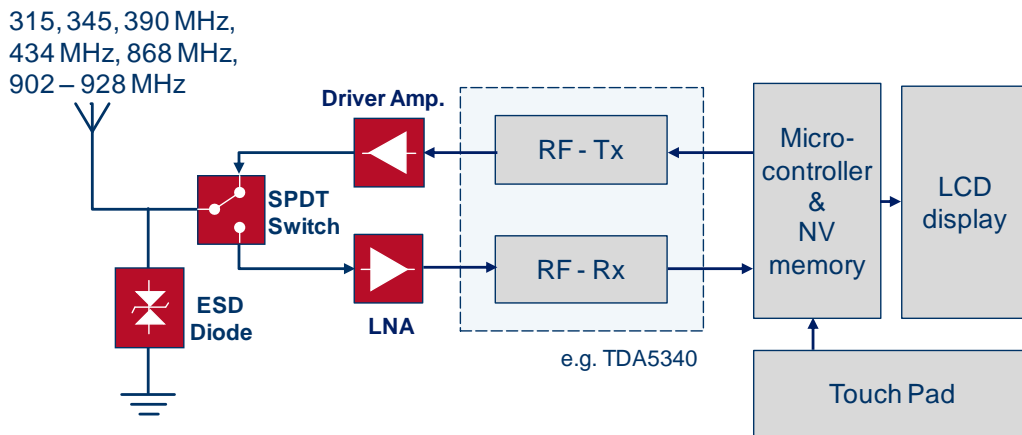 315, 345, 390 MHz,
434 MHz, 868 MHz,
902 – 928 MHz
Driver Amp.
RF - Tx
Micro-
controller
&
NV
memory
LCD
display
SPDT
Switch
RF - Rx
ESD
Diode
LNA
e.g. TDA5340
Touch Pad